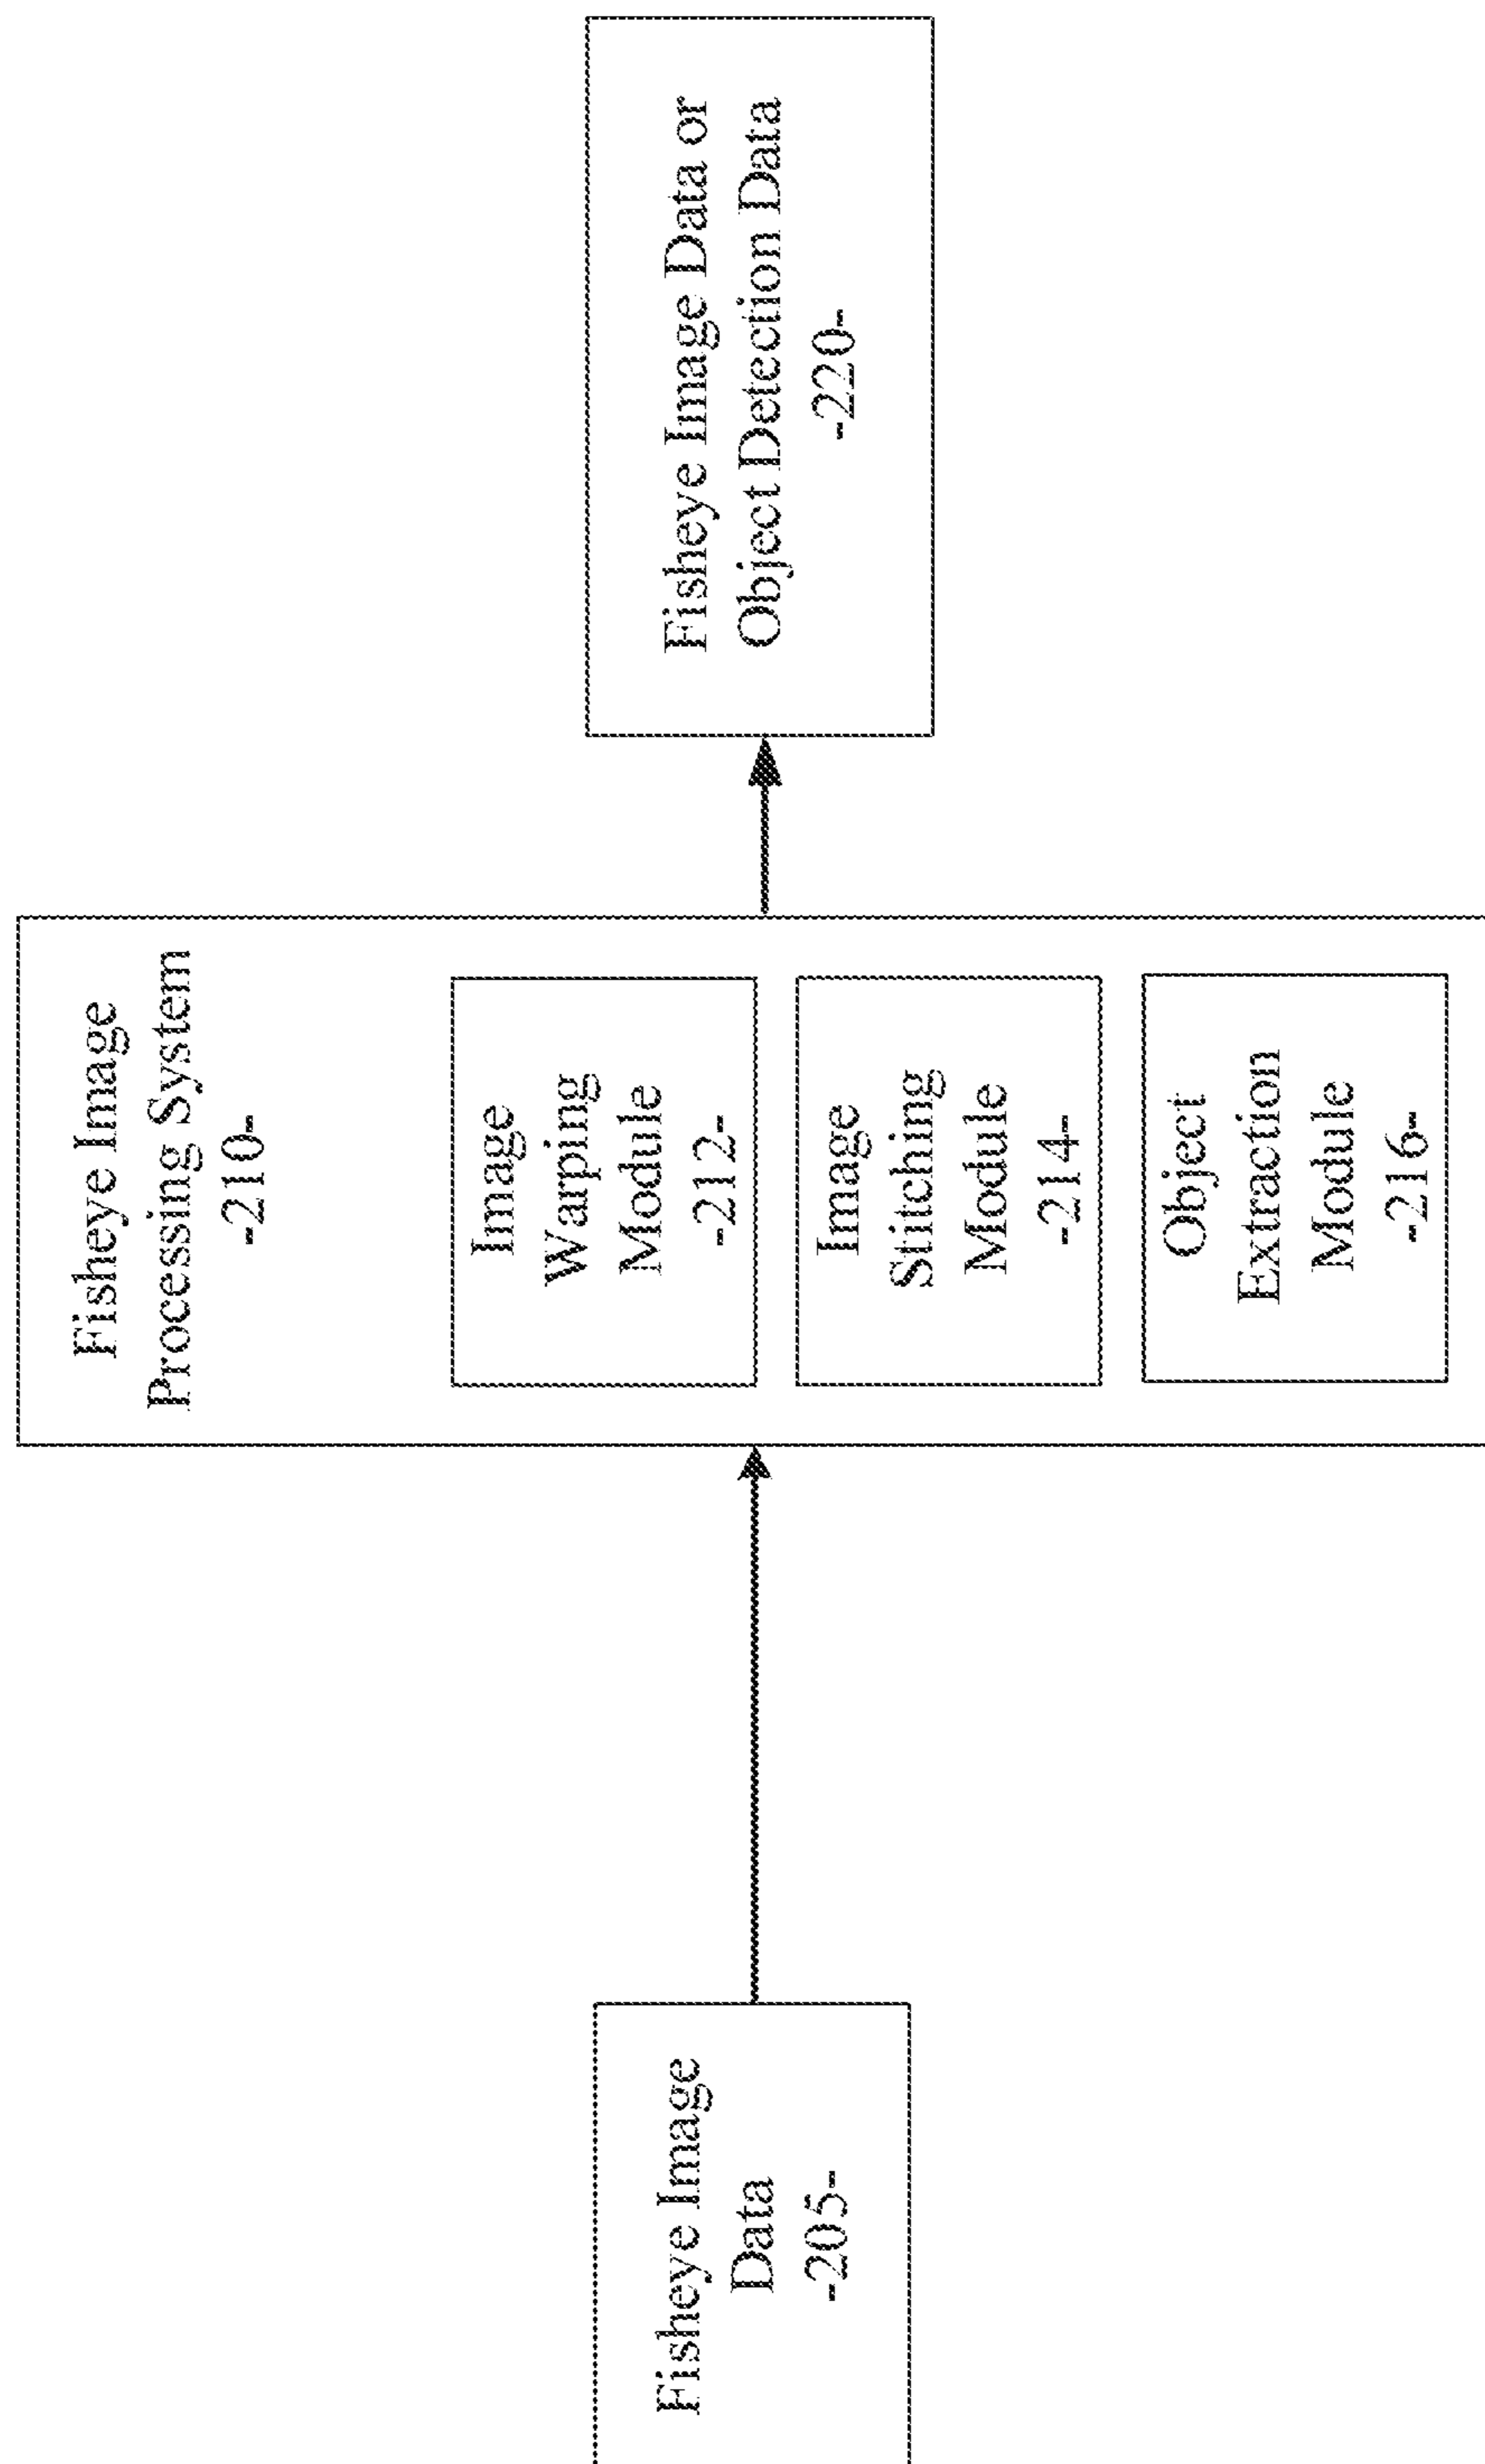 Fisheye Image
Data
-205-
Fisheye Image
Processing System
-210-
Image
Warping
Module
-212-
Image
Stitching
Module
-214-
Object
Extraction
Module
-216-
Fisheye Image Data or
Object Detection Data
-220-